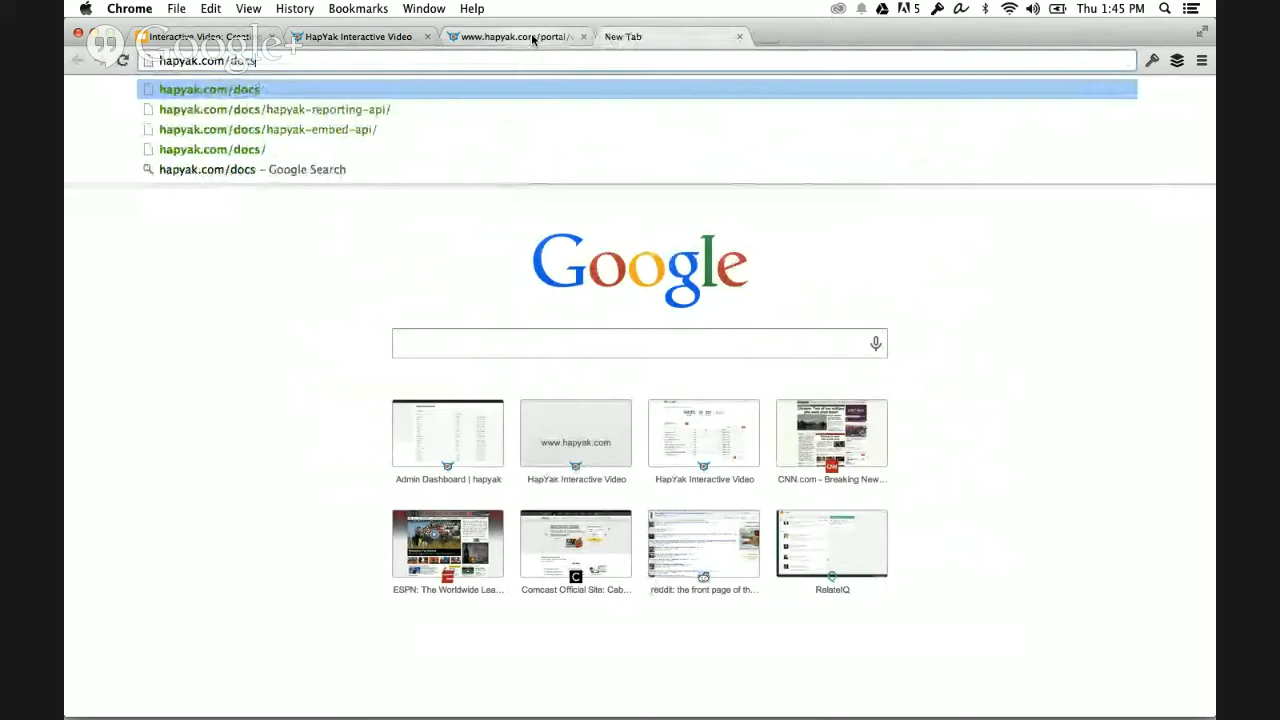 Chrome File Edit View History Bookmarks Window Help 5 Thu 1:45 PM
Interactive Video: Creati
HapYak Interactive Video
www.hapyak.com/portal/v
New Tab
Google+
hapyak.com/docs
hapyak.com/docs
hapyak.com/docs/hapyak-reporting-api/
hapyak.com/docs/hapyak-embed-api/
hapyak.com/docs/
hapyak.com/docs – Google Search
Google
www.hapyak.com
Admin Dashboard | hapyak
HapYak Interactive Video
HapYak Interactive Video
CNN.com - Breaking New...
CNN
ESPN: The Worldwide Lea...
Comcast Official Site: Cab...
reddit: the front page of th...
RelateIQ